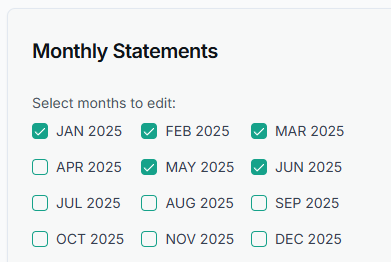 Monthly Statements
Select months to edit:
JAN 2025 FEB 2025 MAR 2025
APR 2025 MAY 2025 JUN 2025
JUL 2025 AUG 2025 SEP 2025
OCT 2025 NOV 2025 DEC 2025